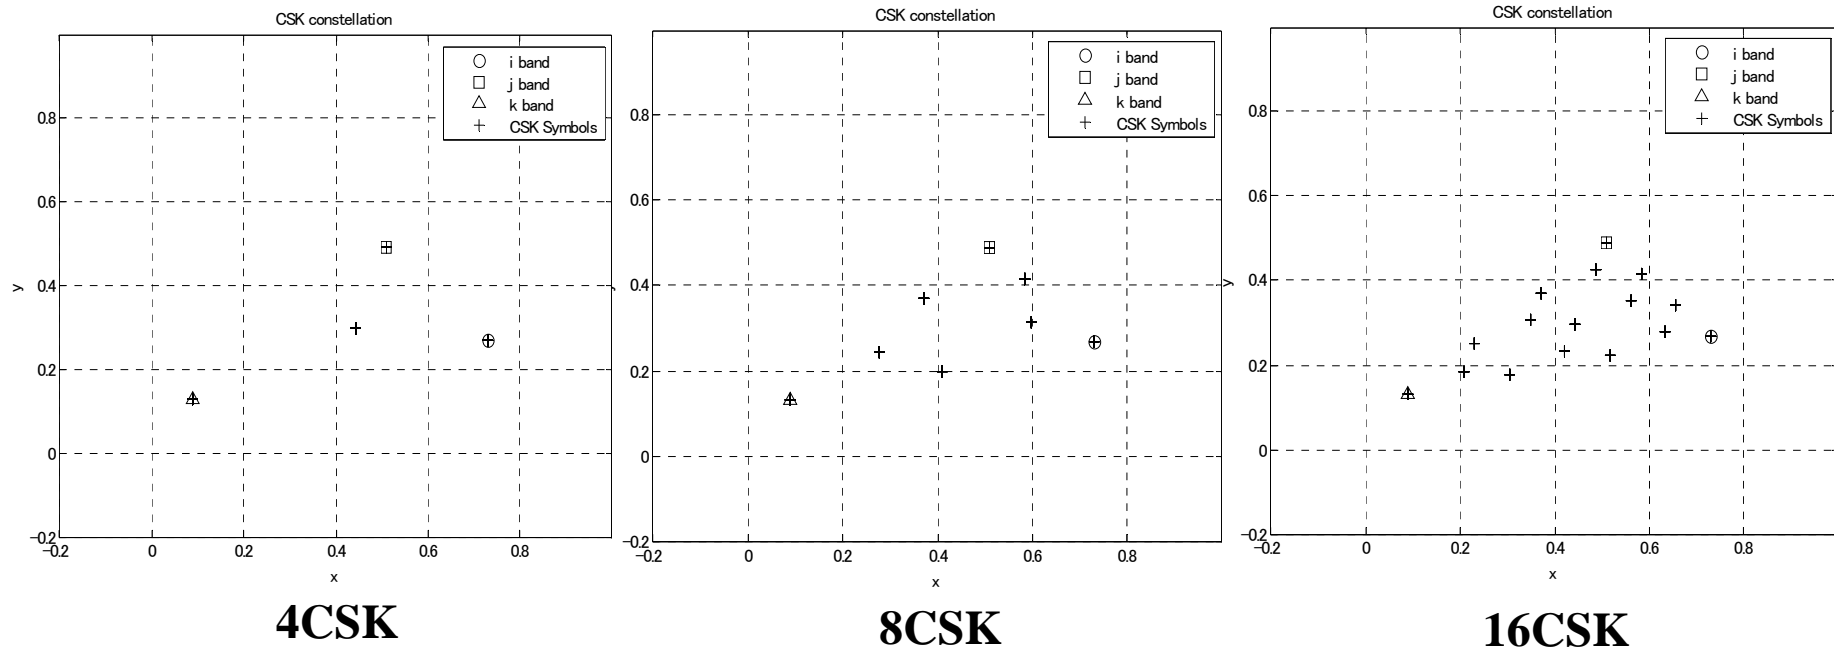 CSK constellation
i band
j band
k band
CSK Symbols
0.8
0.6
y
0.4
0.2
0
−0.2
−0.2 0 0.2 0.4 0.6 0.8
x
4CSK
CSK constellation
i band
j band
k band
CSK Symbols
0.8
0.6
0.4
0.2
0
−0.2
−0.2 0 0.2 0.4 0.6 0.8
x
8CSK
CSK constellation
i band
j band
k band
CSK Symbols
0.8
0.6
y
0.4
0.2
0
−0.2
−0.2 0 0.2 0.4 0.6 0.8
x
16CSK